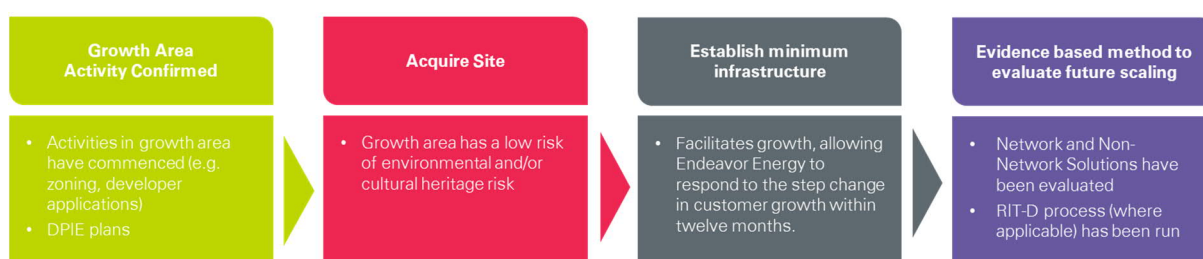 Growth Area
Activity Confirmed
• Activities in growth area
have commenced (e.g.
zoning, developer
applications)
• DPIE plans
Acquire Site
• Growth area has a low risk
of environmental and/or
cultural heritage risk
Establish minimum
infrastructure
• Facilitates growth, allowing
Endeavor Energy to
respond to the step change
in customer growth within
twelve months.
Evidence based method to
evaluate future scaling
• Network and Non-
Network Solutions have
been evaluated
• RIT-D process (where
applicable) has been run